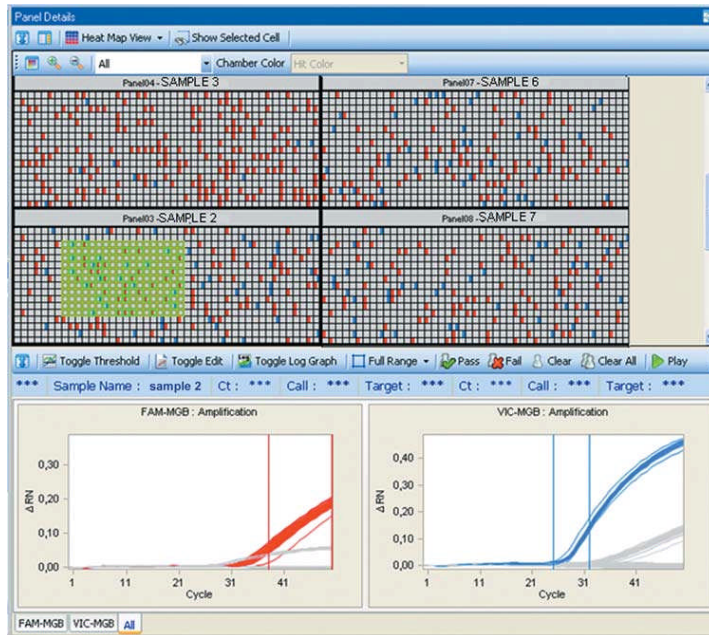 Panel Details
Heat Map View Show Selected Cell
All Chamber Color Hit Color
Panel04-SAMPLE 3 Panel07-SAMPLE 6
Panel03-SAMPLE 2 Panel08-SAMPLE 7
Toggle Threshold Toggle Edit Toggle Log Graph Full Range Pass Fail Clear Clear All Play
*** Sample Name : sample 2 Ct : *** Call : *** Target : *** Ct : *** Call : *** Target : ***
FAM-MGB : Amplification VIC-MGB : Amplification
0,30 0,40
0,20 0,30
0,10 0,20
0,00 0,10
0,00
Δ RN Δ RN
1 11 21 31 41 1 11 21 31 41
Cycle Cycle
FAM-MGB VIC-MGB All